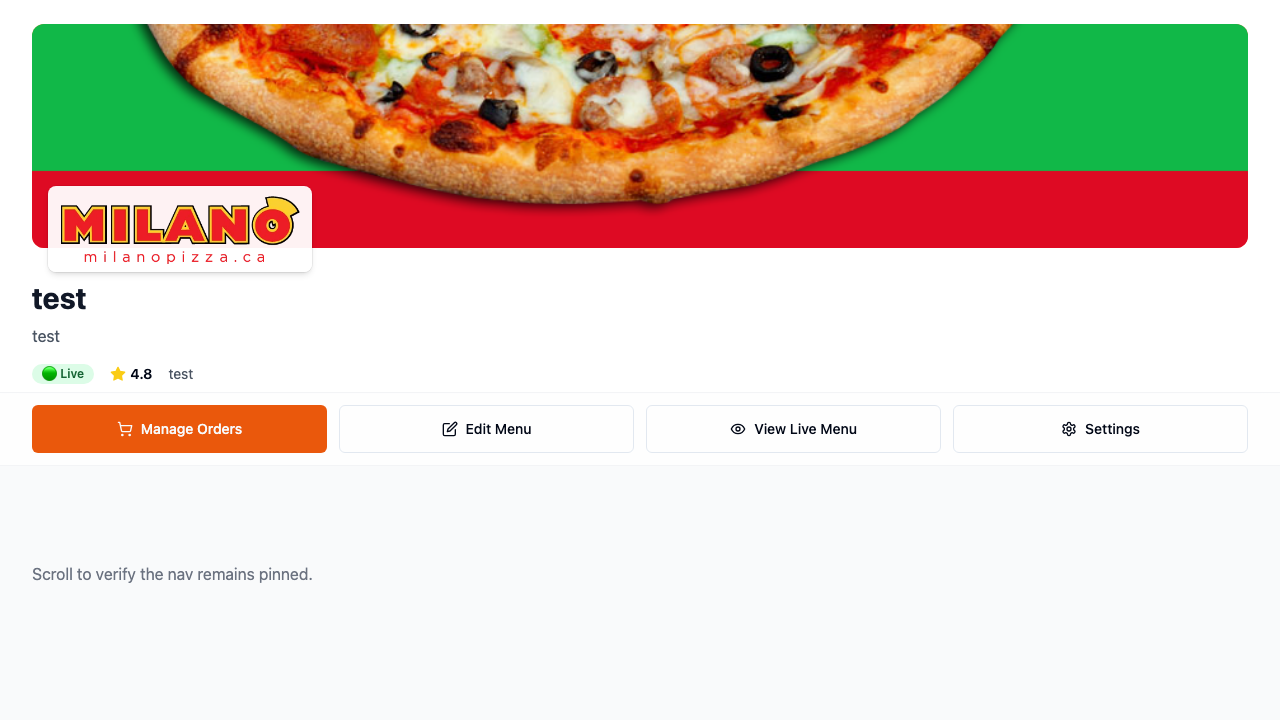 MILANO
milanopizza.ca
test
test
Live
4.8
test
Manage Orders
Edit Menu
View Live Menu
Settings
Scroll to verify the nav remains pinned.